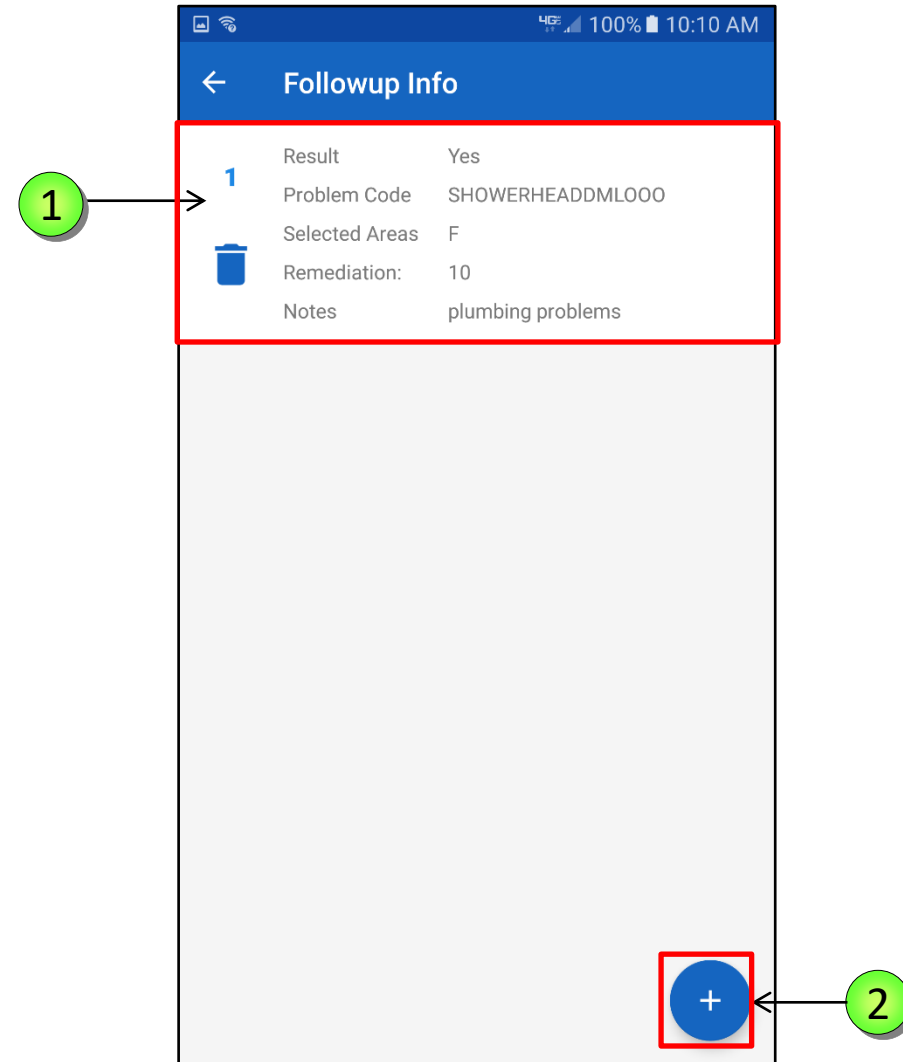 4G LTE 100% 10:10 AM
Followup Info
1
1
Result Yes
Problem Code SHOWERHEADDMLOOO
Selected Areas F
Remediation: 10
Notes plumbing problems
+
2